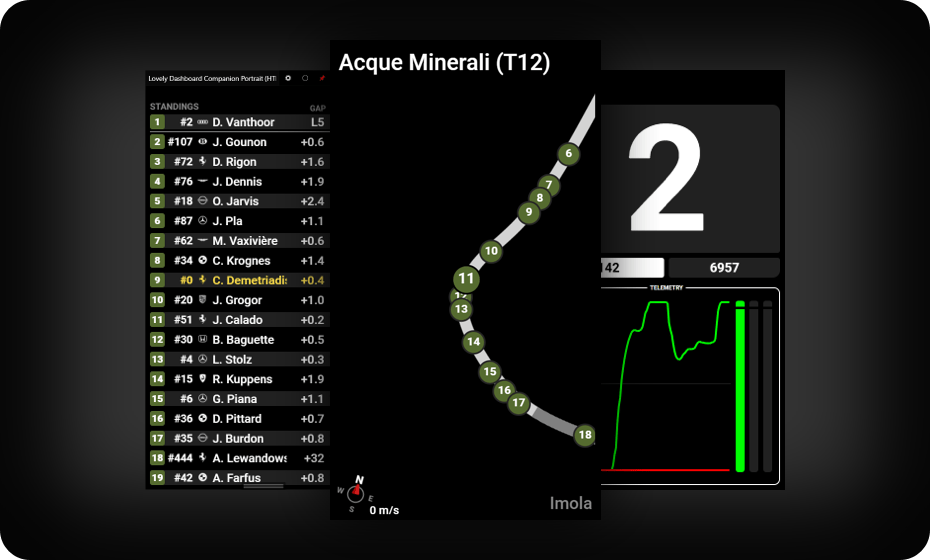 Lovely Dashboard Companion Portrait (HT
STANDINGS GAP
1 #2 D. Vanthoor L5
2 #107 J. Gounon +0.6
3 #72 D. Rigon +1.6
4 #76 J. Dennis +1.9
5 #18 O. Jarvis +2.4
6 #87 J. Pla +1.1
7 #62 M. Vaxivière +0.6
8 #34 C. Krognes +1.4
9 #0 C. Demetriadi +0.4
10 #20 J. Grogor +1.0
11 #51 J. Calado +0.2
12 #30 B. Baguette +0.5
13 #4 L. Stolz +0.3
14 #15 R. Kuppens +1.9
15 #6 G. Piana +1.1
16 #36 D. Pittard +0.7
17 #35 J. Burdon +0.8
18 #444 A. Lewandows +32
19 #42 A. Farfus +0.8
Acque Minerali (T12)
6
7
8
9
10
11
13
14
15
16
17
18
N
W E
S
0 m/s
Imola
2
42 6957
TELEMETRY